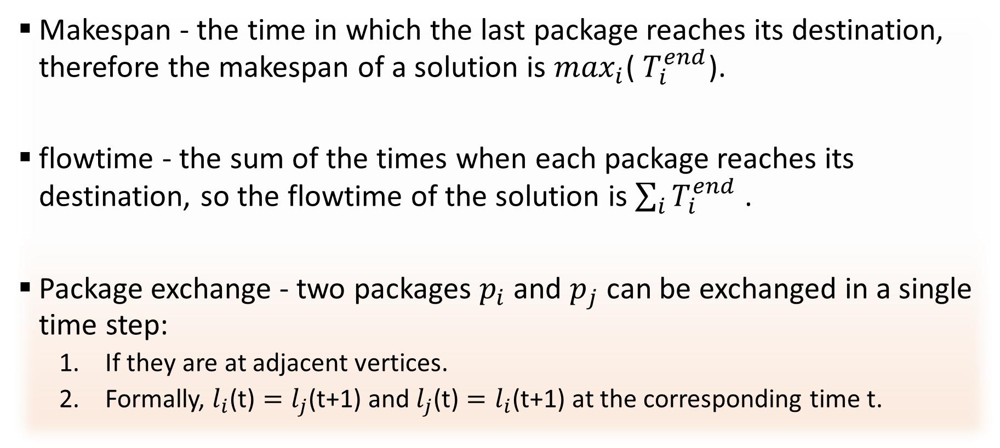 ▪ Makespan - the time in which the last package reaches its destination,
therefore the makespan of a solution is $max_i( T_i^{end})$.
▪ flowtime - the sum of the times when each package reaches its
destination, so the flowtime of the solution is $\sum_i T_i^{end}$ .
▪ Package exchange - two packages $p_i$ and $p_j$ can be exchanged in a single
time step:
1. If they are at adjacent vertices.
2. Formally, $l_i$(t) = $l_j$(t+1) and $l_j$(t) = $l_i$(t+1) at the corresponding time t.